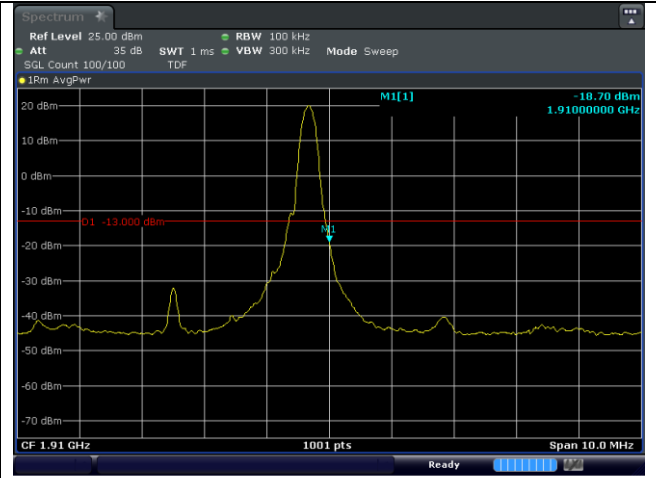 Spectrum
Ref Level 25.00 dBm RBW 100 kHz
Att 35 dB SWT 1 ms VBW 300 kHz Mode Sweep
SGL Count 100/100 TDF
1Rm AvgPwr
M1[1] -18.70 dBm
1.91000000 GHz
20 dBm
10 dBm
0 dBm
-10 dBm
D1 -13.000 dBm
M1
-20 dBm
-30 dBm
-40 dBm
-50 dBm
-60 dBm
-70 dBm
CF 1.91 GHz 1001 pts Span 10.0 MHz
Ready